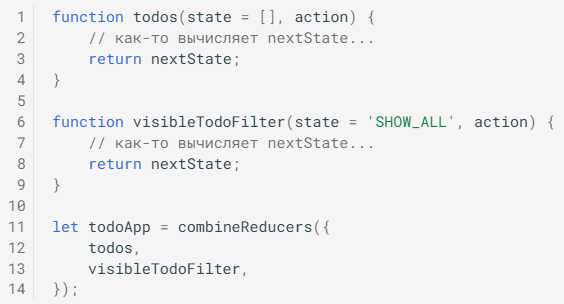 1 function todos(state = [], action) {
2 // как-то вычисляет nextState...
3 return nextState;
4 }
5
6 function visibleTodoFilter(state = 'SHOW_ALL', action) {
7 // как-то вычисляет nextState...
8 return nextState;
9 }
10
11 let todoApp = combineReducers({
12 todos,
13 visibleTodoFilter,
14 });